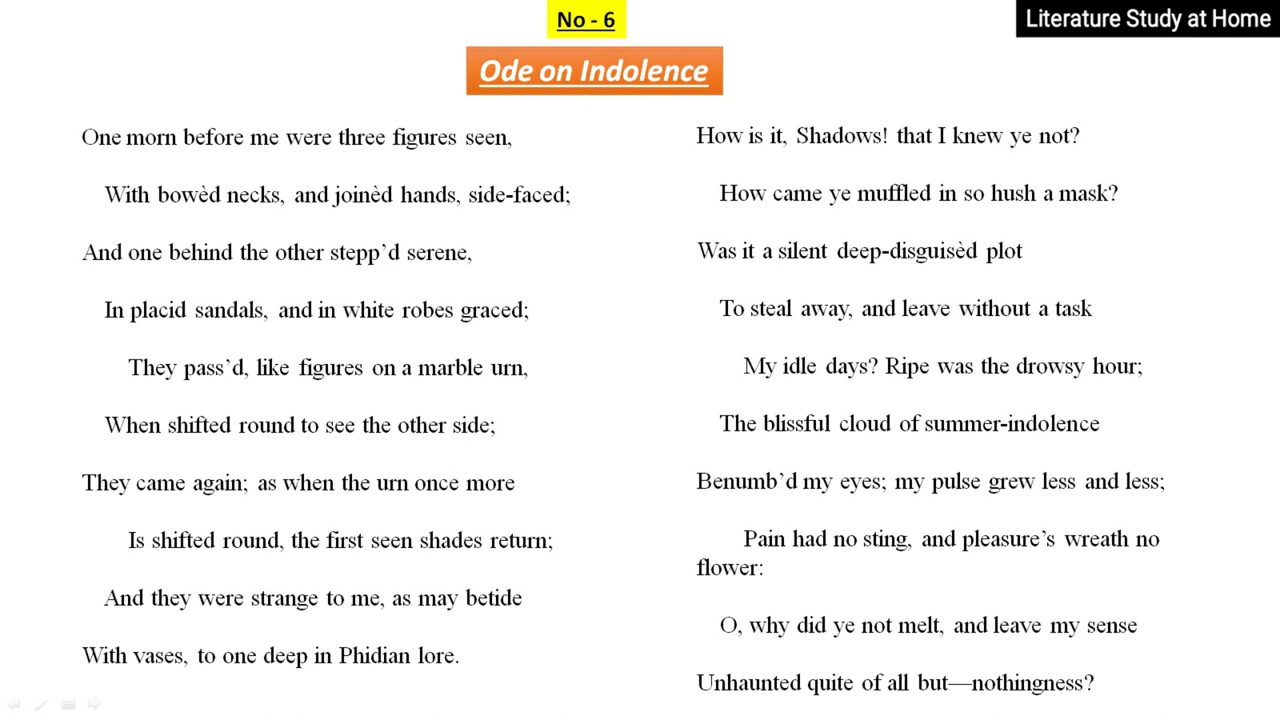 No - 6
Literature Study at Home
Ode on Indolence
One morn before me were three figures seen,
With bowèd necks, and joinèd hands, side-faced;
And one behind the other stepp’d serene,
In placid sandals, and in white robes graced;
They pass’d, like figures on a marble urn,
When shifted round to see the other side;
They came again; as when the urn once more
Is shifted round, the first seen shades return;
And they were strange to me, as may betide
With vases, to one deep in Phidian lore.
How is it, Shadows! that I knew ye not?
How came ye muffled in so hush a mask?
Was it a silent deep-disguisèd plot
To steal away, and leave without a task
My idle days? Ripe was the drowsy hour;
The blissful cloud of summer-indolence
Benumb’d my eyes; my pulse grew less and less;
Pain had no sting, and pleasure’s wreath no
flower:
O, why did ye not melt, and leave my sense
Unhaunted quite of all but—nothingness?